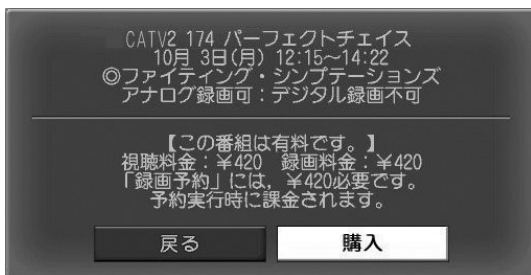 CATV2 174 パーフェクトチェイス
10月 3日(月) 12:15~14:22
◎ファイティング・シンプテーションズ
アナログ録画可:デジタル録画不可
【この番組は有料です。】
視聴料金:¥420 録画料金:¥420
「録画予約」には,¥420必要です。
予約実行時に課金されます。
戻る
購入